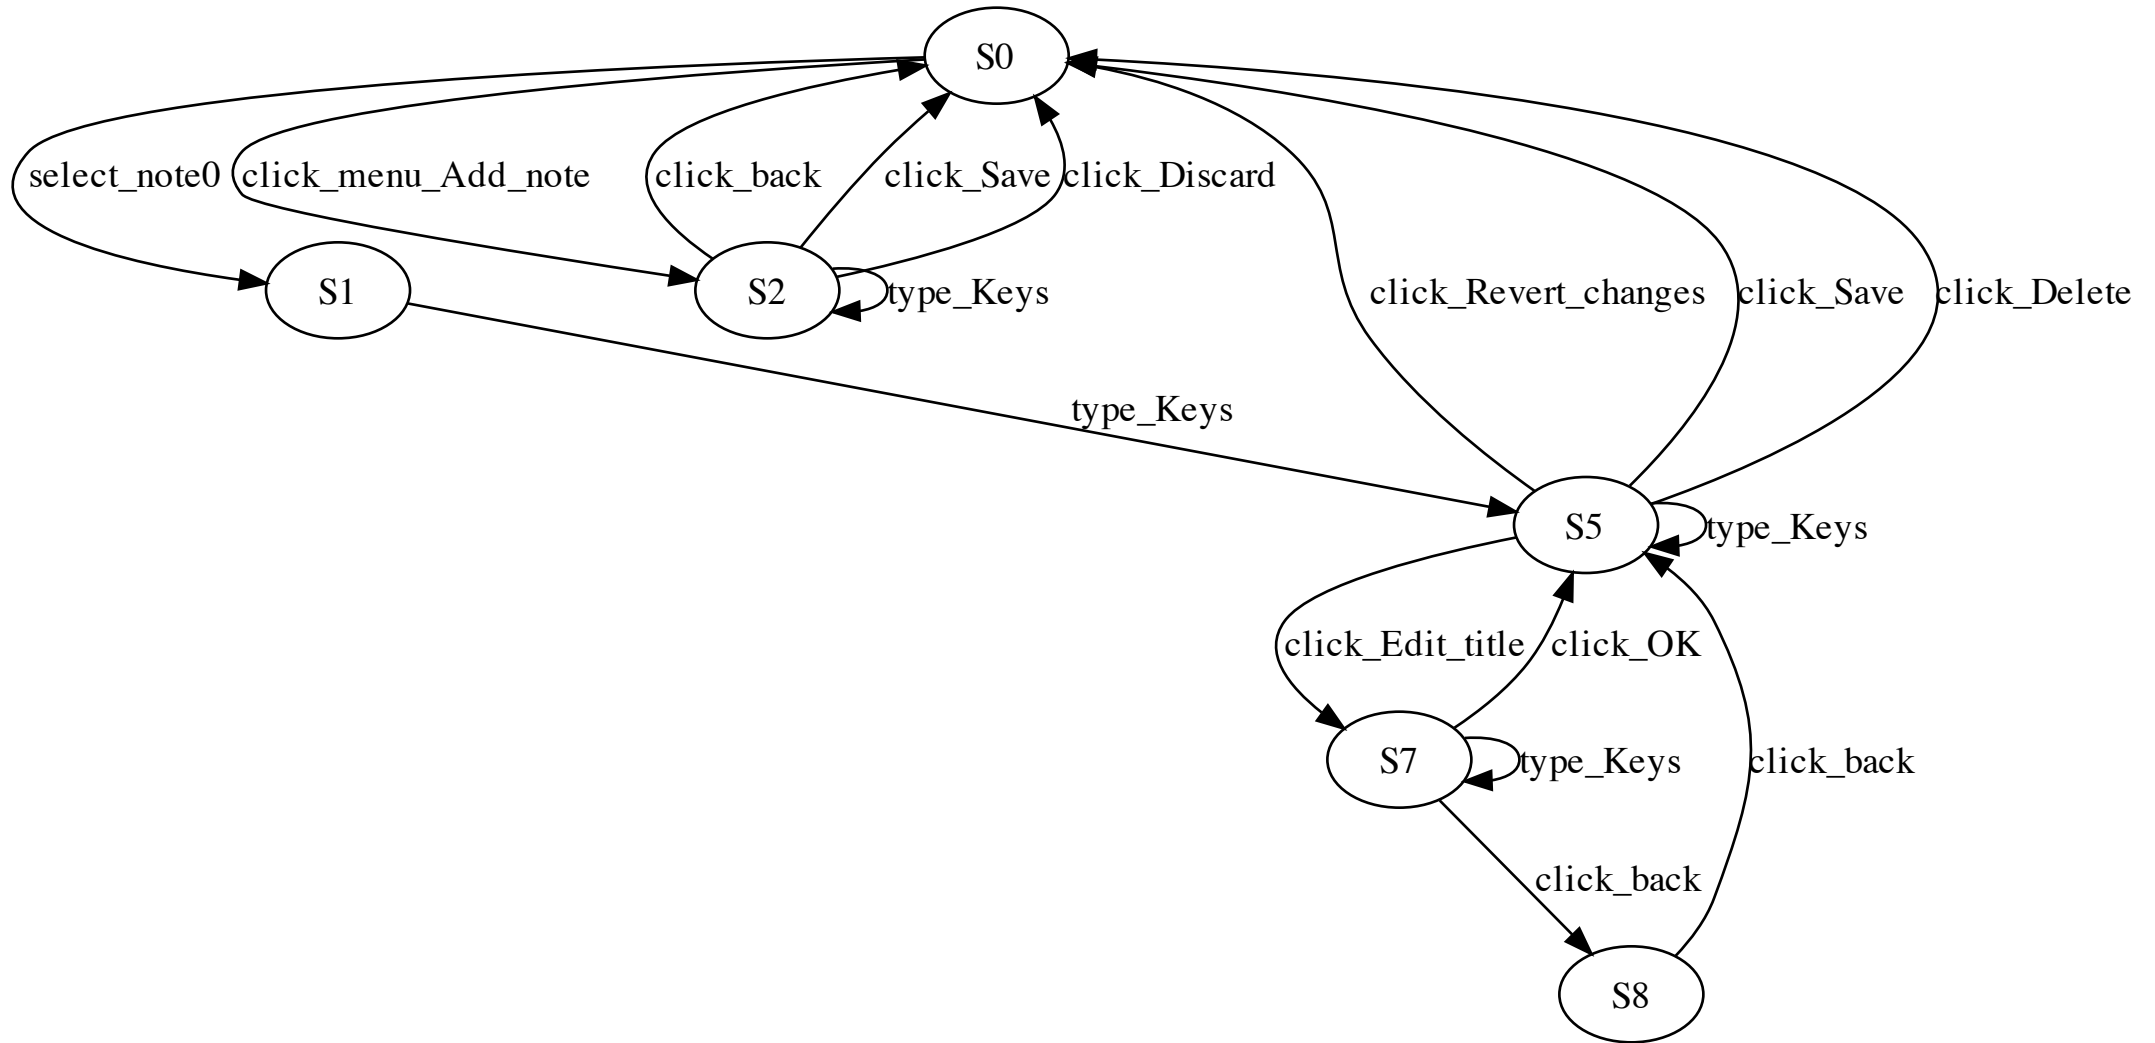 S0
select_note0
click_menu_Add_note
click_back
click_Save
click_Discard
S1
S2
type_Keys
click_Revert_changes
click_Save
click_Delete
type_Keys
S5
type_Keys
click_Edit_title
click_OK
S7
type_Keys
click_back
click_back
S8